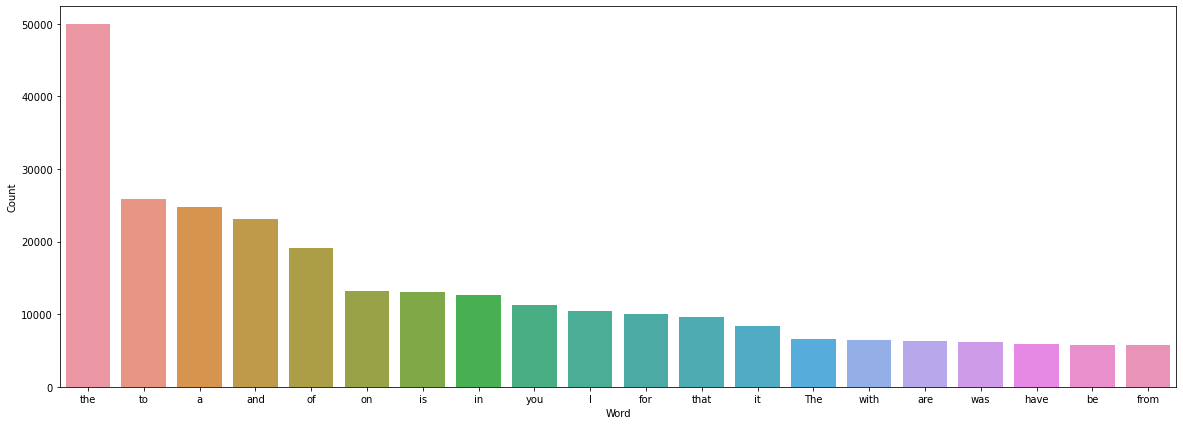 50000
40000
30000
20000
10000
0
Count
the to a and of on is in you I for that it The with are was have be from
Word